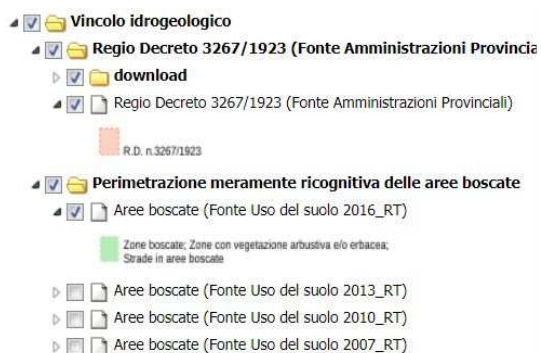 Vincolo idrogeologico
Regio Decreto 3267/1923 (Fonte Amministrazioni Provincia
download
Regio Decreto 3267/1923 (Fonte Amministrazioni Provinciali)
R.D. n.3267/1923
Perimetrazione meramente ricognitiva delle aree boscate
Aree boscate (Fonte Uso del suolo 2016_RT)
Zone boscate; Zone con vegetazione arbustiva e/o erbacea;
Strade in aree boscate
Aree boscate (Fonte Uso del suolo 2013_RT)
Aree boscate (Fonte Uso del suolo 2010_RT)
Aree boscate (Fonte Uso del suolo 2007_RT)